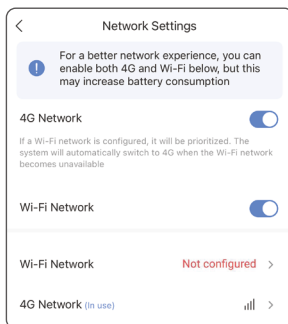 Network Settings
For a better network experience, you can
enable both 4G and Wi-Fi below, but this
may increase battery consumption
4G Network
If a Wi-Fi network is configured, it will be prioritized. The
system will automatically switch to 4G when the Wi-Fi network
becomes unavailable
Wi-Fi Network
Wi-Fi Network Not configured
4G Network (In use)